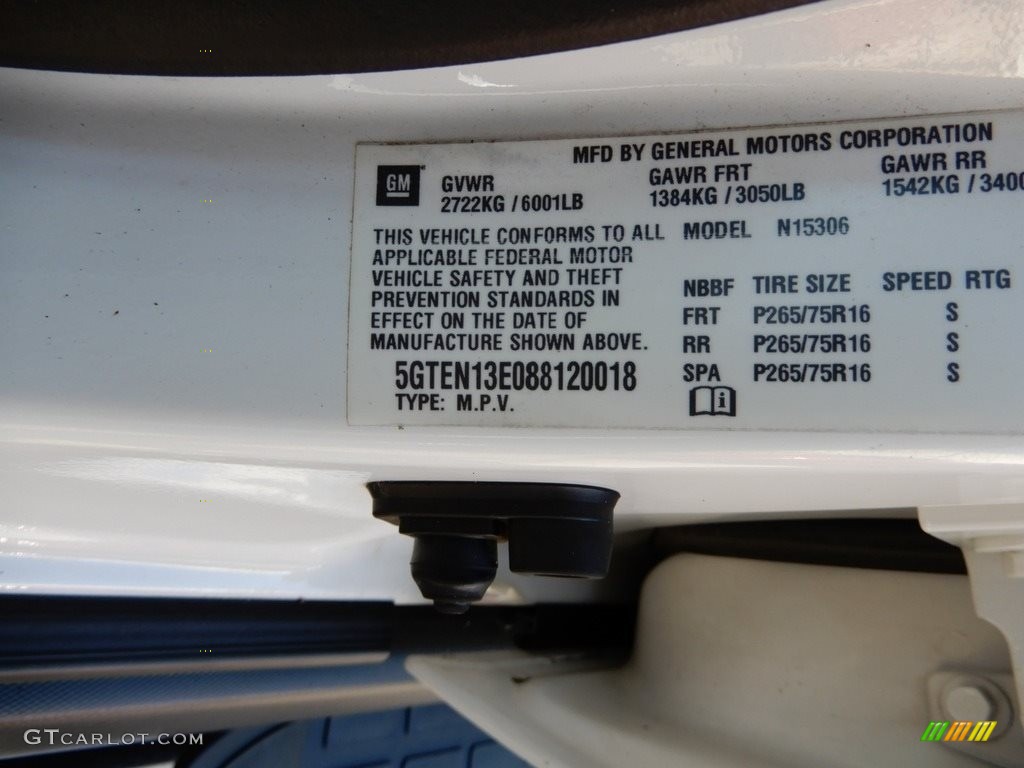 MFD BY GENERAL MOTORS CORPORATION
GM
GVWR GAWR FRT GAWR RR
2722KG / 6001LB 1384KG / 3050LB 1542KG / 3400
THIS VEHICLE CONFORMS TO ALL
APPLICABLE FEDERAL MOTOR
VEHICLE SAFETY AND THEFT
PREVENTION STANDARDS IN
EFFECT ON THE DATE OF
MANUFACTURE SHOWN ABOVE.
5GTEN13E088120018
TYPE: M.P.V.
MODEL N15306
NBBF TIRE SIZE SPEED RTG
FRT P265/75R16 S
RR P265/75R16 S
SPA P265/75R16 S
i
GTCARLOT.COM